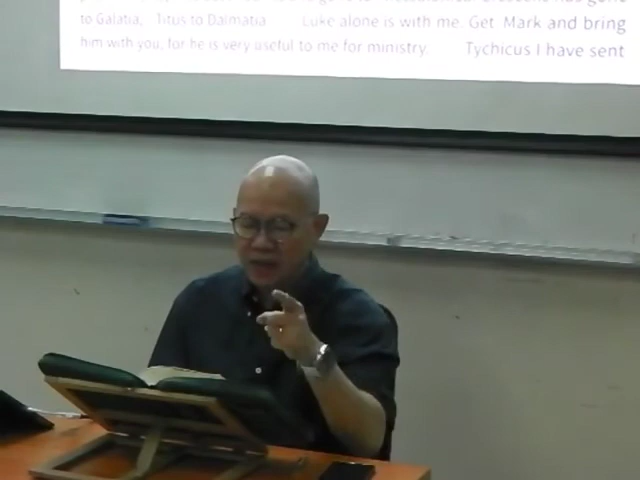 to Galatia, Titus to Dalmatia Luke alone is with me. Get Mark and bring
him with you, for he is very useful to me for ministry. Tychicus I have sent